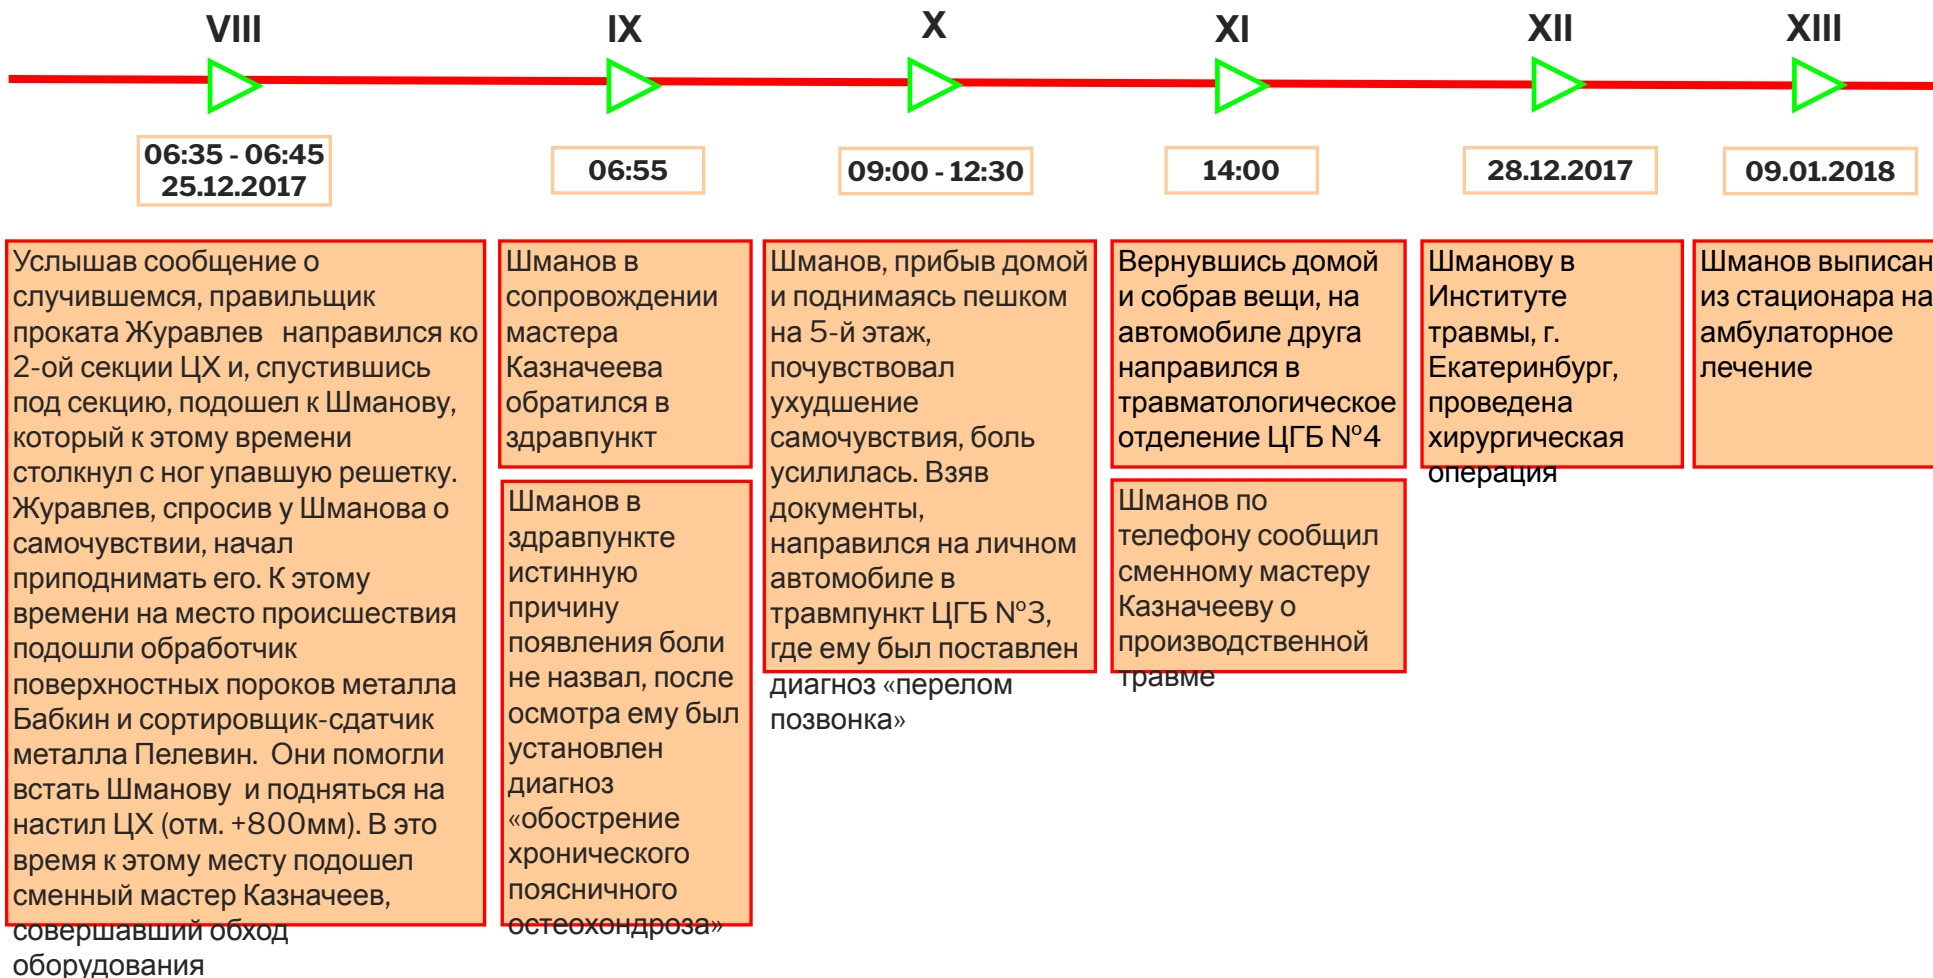 VIII
IX
X
XI
XII
XIII
06:35 - 06:45
25.12.2017
06:55
09:00 - 12:30
14:00
28.12.2017
09.01.2018
Услышав сообщение о
случившемся, правильщик
проката Журавлев направился ко
2-ой секции ЦХ и, спустившись
под секцию, подошел к Шманову,
который к этому времени
столкнул с ног упавшую решетку.
Журавлев, спросив у Шманова о
самочувствии, начал
приподнимать его. К этому
времени на место происшествия
подошли обработчик
поверхностных пороков металла
Бабкин и сортировщик-сдатчик
металла Пелевин. Они помогли
встать Шманову и подняться на
настил ЦХ (отм. +800мм). В это
время к этому месту подошел
сменный мастер Казначеев,
совершавший обход
оборудования
Шманов в
сопровождении
мастера
Казначеева
обратился в
здравпункт
Шманов в
здравпункте
истинную
причину
появления боли
не назвал, после
осмотра ему был
установлен
диагноз
«обострение
хронического
поясничного
остеохондроза»
Шманов, прибыв домой
и поднимаясь пешком
на 5-й этаж,
почувствовал
ухудшение
самочувствия, боль
усилилась. Взяв
документы,
направился на личном
автомобиле в
травмпункт ЦГБ №3,
где ему был поставлен
диагноз «перелом
позвонка»
Вернувшись домой
и собрав вещи, на
автомобиле друга
направился в
травматологическое
отделение ЦГБ №4
Шманов по
телефону сообщил
сменному мастеру
Казначееву о
производственной
травме
Шманову в
Институте
травмы, г.
Екатеринбург,
проведена
хирургическая
операция
Шманов выписан
из стационара на
амбулаторное
лечение